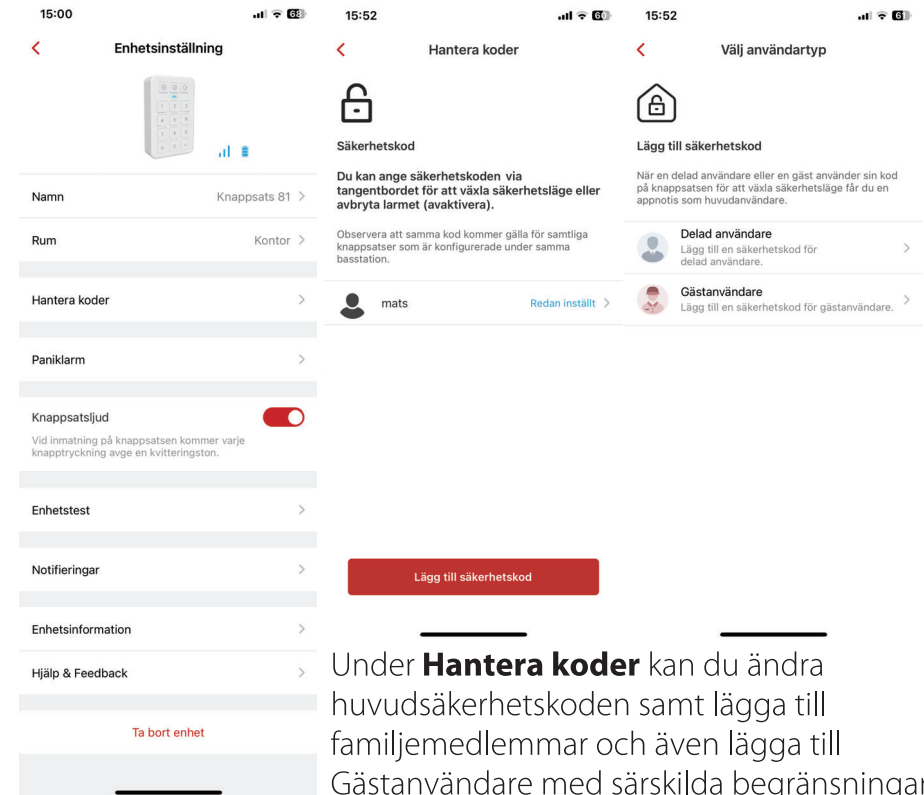 15:00
68
Enhetsinställning
Namn
Knappsats 81
Rum
Kontor
Hantera koder
Paniklarm
Knappsatsljud
Vid inmatning på knappsatsen kommer varje
knapptryckning avge en kvitteringston.
Enhetstest
Notifieringar
Enhetsinformation
Hjälp & Feedback
Ta bort enhet
15:52
60
Hantera koder
Säkerhetskod
Du kan ange säkerhetskoden via
tangentbordet för att växla säkerhetsläge eller
avbryta larmet (avaktivera).
Observera att samma kod kommer gälla för samtliga
knappsatser som är konfigurerade under samma
basstation.
mats
Redan inställt
Lägg till säkerhetskod
15:52
61
Välj användartyp
Lägg till säkerhetskod
När en delad användare eller en gäst använder sin kod
på knappsatsen för att växla säkerhetsläge får du en
appnotis som huvudanvändare.
Delad användare
Lägg till en säkerhetskod för
delad användare.
Gästanvändare
Lägg till en säkerhetskod för gästanvändare.
Under Hantera koder kan du ändra
huvudsäkerhetskoden samt lägga till
familjemedlemmar och även lägga till
Gästanvändare med särskilda begränsningar